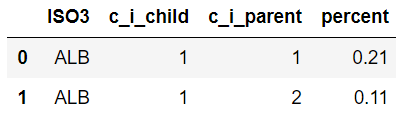 ISO3 c_i_child c_i_parent percent
0 ALB 1 1 0.21
1 ALB 1 2 0.11